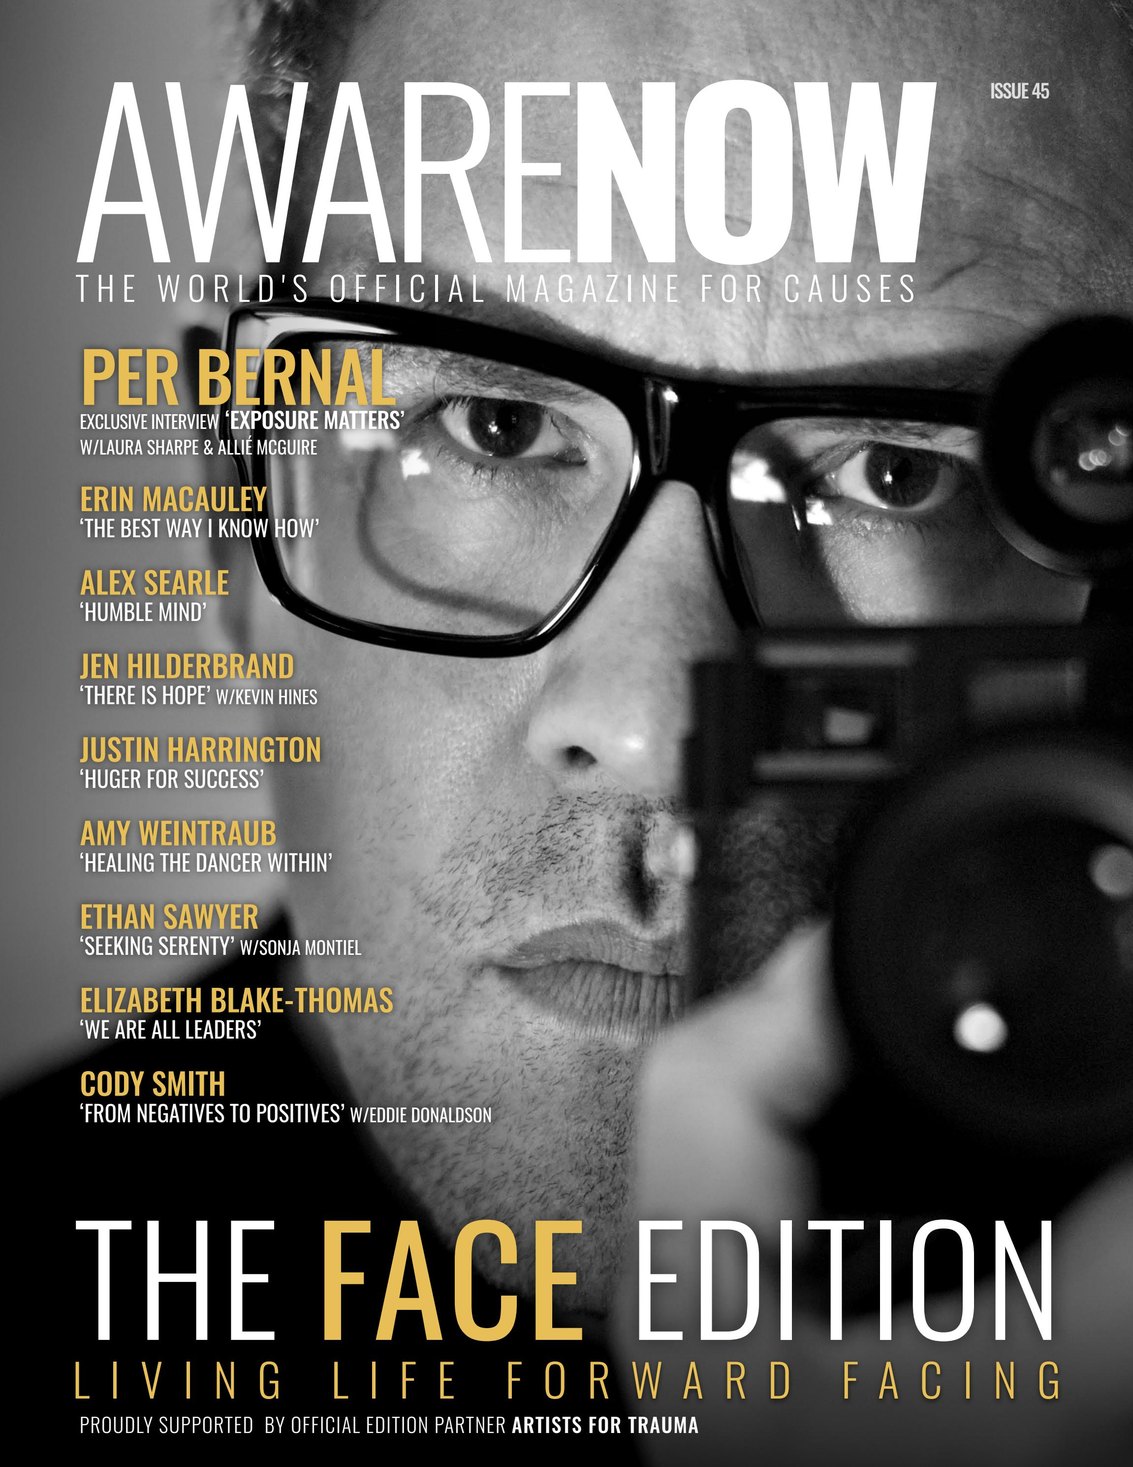 ISSUE 45
AWARENOW
THE WORLD'S OFFICIAL MAGAZINE FOR CAUSES
PER BERNAL
EXCLUSIVE INTERVIEW ‘EXPOSURE MATTERS’
W/LAURA SHARPE & ALLIÉ MCGUIRE
ERIN MACAULEY
‘THE BEST WAY I KNOW HOW’
ALEX SEARLE
‘HUMBLE MIND’
JEN HILDERBRAND
‘THERE IS HOPE’ W/KEVIN HINES
JUSTIN HARRINGTON
‘HUGER FOR SUCCESS’
AMY WEINTRAUB
‘HEALING THE DANCER WITHIN’
ETHAN SAWYER
‘SEEKING SERENTY’ W/SONJA MONTIEL
ELIZABETH BLAKE-THOMAS
‘WE ARE ALL LEADERS’
CODY SMITH
‘FROM NEGATIVES TO POSITIVES’ W/EDDIE DONALDSON
THE FACE EDITION
LIVING LIFE FORWARD FACING
PROUDLY SUPPORTED BY OFFICIAL EDITION PARTNER ARTISTS FOR TRAUMA